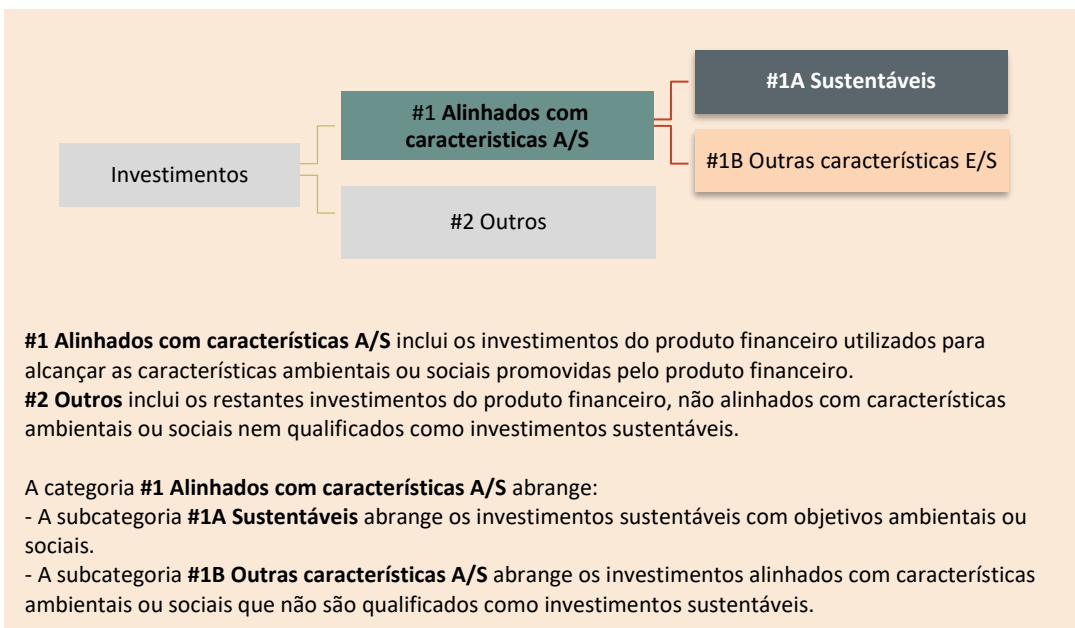 #1A Sustentáveis
#1 Alinhados com
caracteristicas A/S
#1B Outras características E/S
Investimentos
#2 Outros
#1 Alinhados com características A/S inclui os investimentos do produto financeiro utilizados para
alcançar as características ambientais ou sociais promovidas pelo produto financeiro.
#2 Outros inclui os restantes investimentos do produto financeiro, não alinhados com características
ambientais ou sociais nem qualificados como investimentos sustentáveis.
A categoria #1 Alinhados com características A/S abrange:
- A subcategoria #1A Sustentáveis abrange os investimentos sustentáveis com objetivos ambientais ou
sociais.
- A subcategoria #1B Outras características A/S abrange os investimentos alinhados com características
ambientais ou sociais que não são qualificados como investimentos sustentáveis.